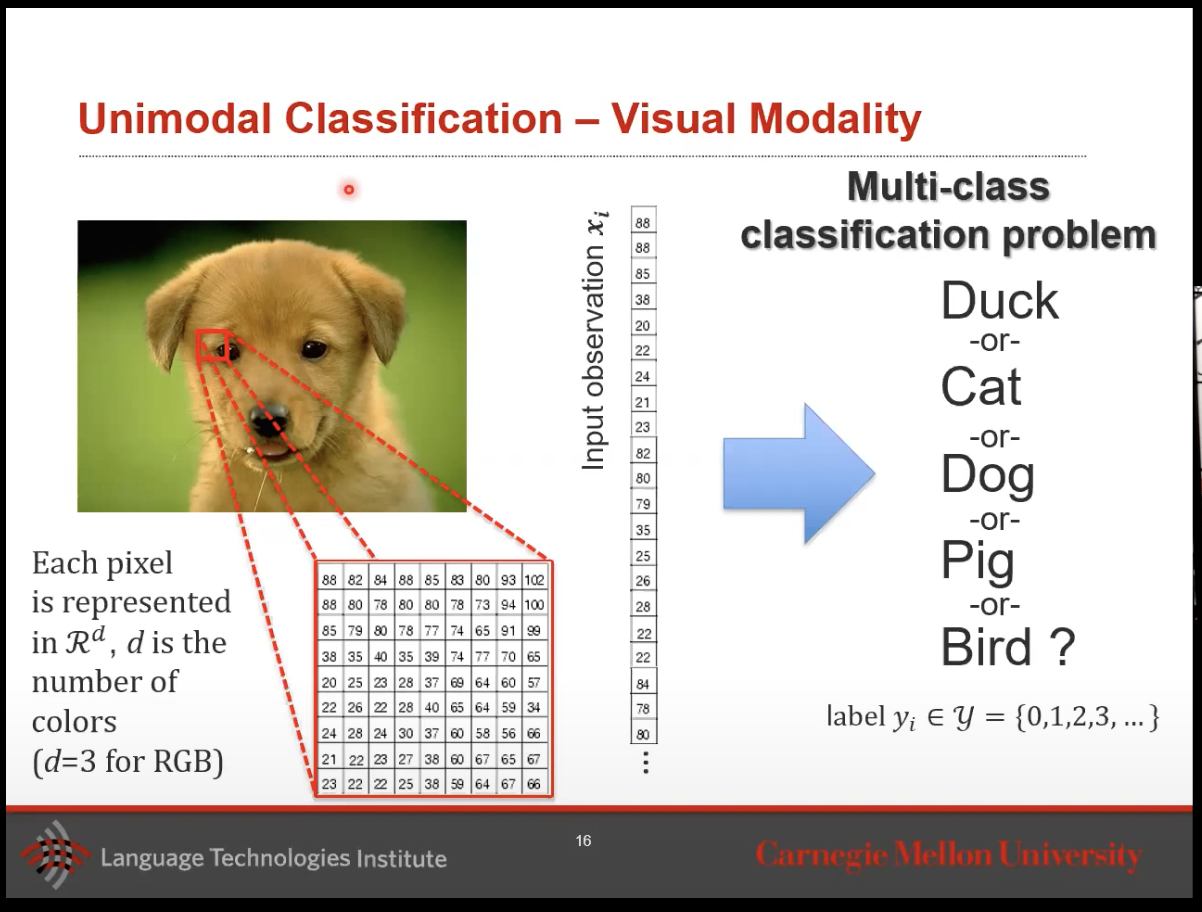 Unimodal Classification – Visual Modality
Each pixel
is represented
in ℛᵈ, d is the
number of
colors
(d=3 for RGB)
88 82 84 88 85 83 80 93 102
88 80 78 80 80 78 73 94 100
85 79 80 78 77 74 65 91 99
38 35 40 35 39 74 77 70 65
20 25 23 28 37 69 64 60 57
22 26 22 28 40 65 64 59 34
24 28 24 30 37 60 58 56 66
21 22 23 27 38 60 67 65 67
23 22 22 25 38 59 64 67 66
Input observation xᵢ
88
88
85
38
20
22
24
21
23
82
80
79
35
25
26
28
22
22
84
78
80
⋮
Multi-class
classification problem
Duck
-or-
Cat
-or-
Dog
-or-
Pig
-or-
Bird ?
label yᵢ ∈ 𝒴 = {0,1,2,3, … }
Language Technologies Institute
16
Carnegie Mellon University